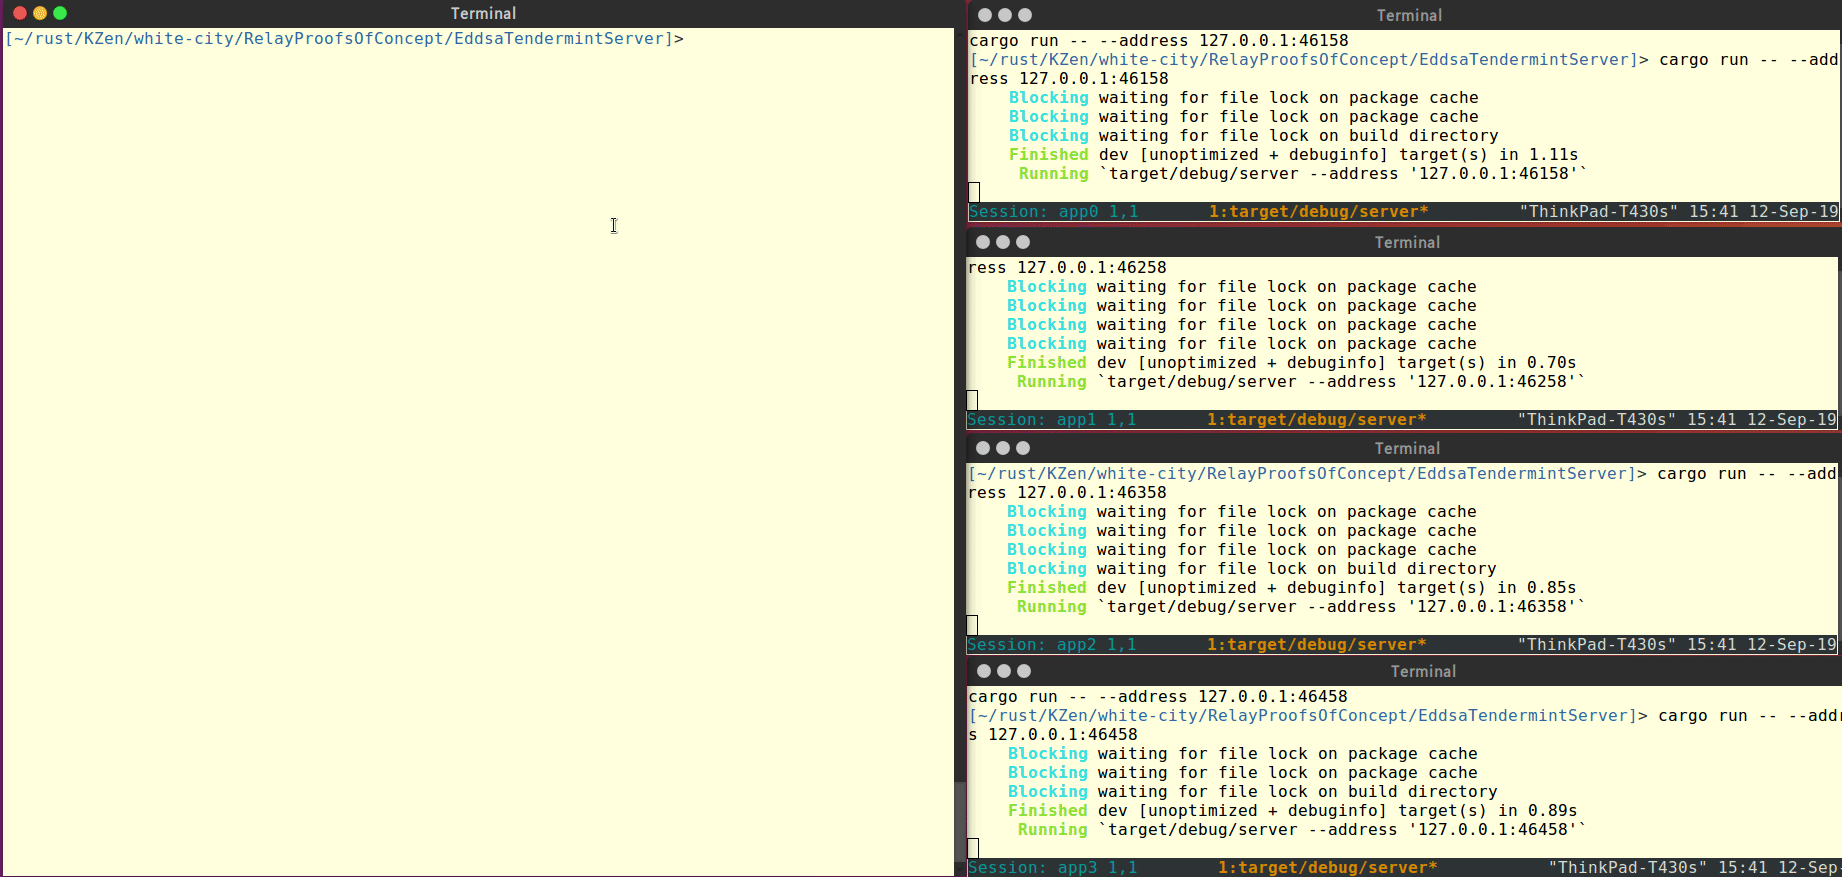 Terminal
[~/rust/KZen/white-city/RelayProofsOfConcept/EddsaTendermintServer]>
Terminal
cargo run -- --address 127.0.0.1:46158
[~/rust/KZen/white-city/RelayProofsOfConcept/EddsaTendermintServer]> cargo run -- --add
ress 127.0.0.1:46158
Blocking waiting for file lock on package cache
Blocking waiting for file lock on package cache
Blocking waiting for file lock on build directory
Finished dev [unoptimized + debuginfo] target(s) in 1.11s
Running `target/debug/server --address '127.0.0.1:46158'`
Session: app0 1,1 1:target/debug/server* "ThinkPad-T430s" 15:41 12-Sep-19
Terminal
ress 127.0.0.1:46258
Blocking waiting for file lock on package cache
Blocking waiting for file lock on package cache
Blocking waiting for file lock on package cache
Blocking waiting for file lock on package cache
Finished dev [unoptimized + debuginfo] target(s) in 0.70s
Running `target/debug/server --address '127.0.0.1:46258'`
Session: app1 1,1 1:target/debug/server* "ThinkPad-T430s" 15:41 12-Sep-19
Terminal
[~/rust/KZen/white-city/RelayProofsOfConcept/EddsaTendermintServer]> cargo run -- --add
ress 127.0.0.1:46358
Blocking waiting for file lock on package cache
Blocking waiting for file lock on package cache
Blocking waiting for file lock on package cache
Blocking waiting for file lock on build directory
Finished dev [unoptimized + debuginfo] target(s) in 0.85s
Running `target/debug/server --address '127.0.0.1:46358'`
Session: app2 1,1 1:target/debug/server* "ThinkPad-T430s" 15:41 12-Sep-19
Terminal
cargo run -- --address 127.0.0.1:46458
[~/rust/KZen/white-city/RelayProofsOfConcept/EddsaTendermintServer]> cargo run -- --addr
s 127.0.0.1:46458
Blocking waiting for file lock on package cache
Blocking waiting for file lock on package cache
Blocking waiting for file lock on build directory
Finished dev [unoptimized + debuginfo] target(s) in 0.89s
Running `target/debug/server --address '127.0.0.1:46458'`
Session: app3 1,1 1:target/debug/server* "ThinkPad-T430s" 15:41 12-Sep-